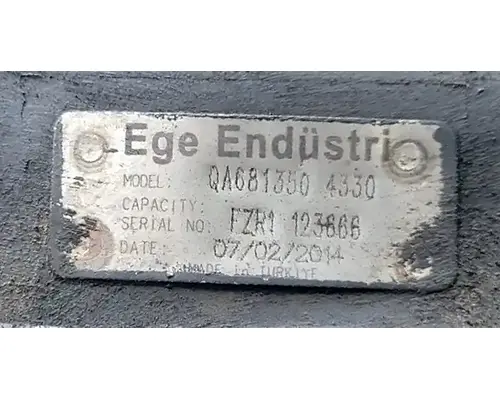 Ege Endüstri
MODEL: QA681350 4330
CAPACITY:
SERIAL NO: FZR1 123666
DATE: 07/02/2014
MADE in TURKIYE